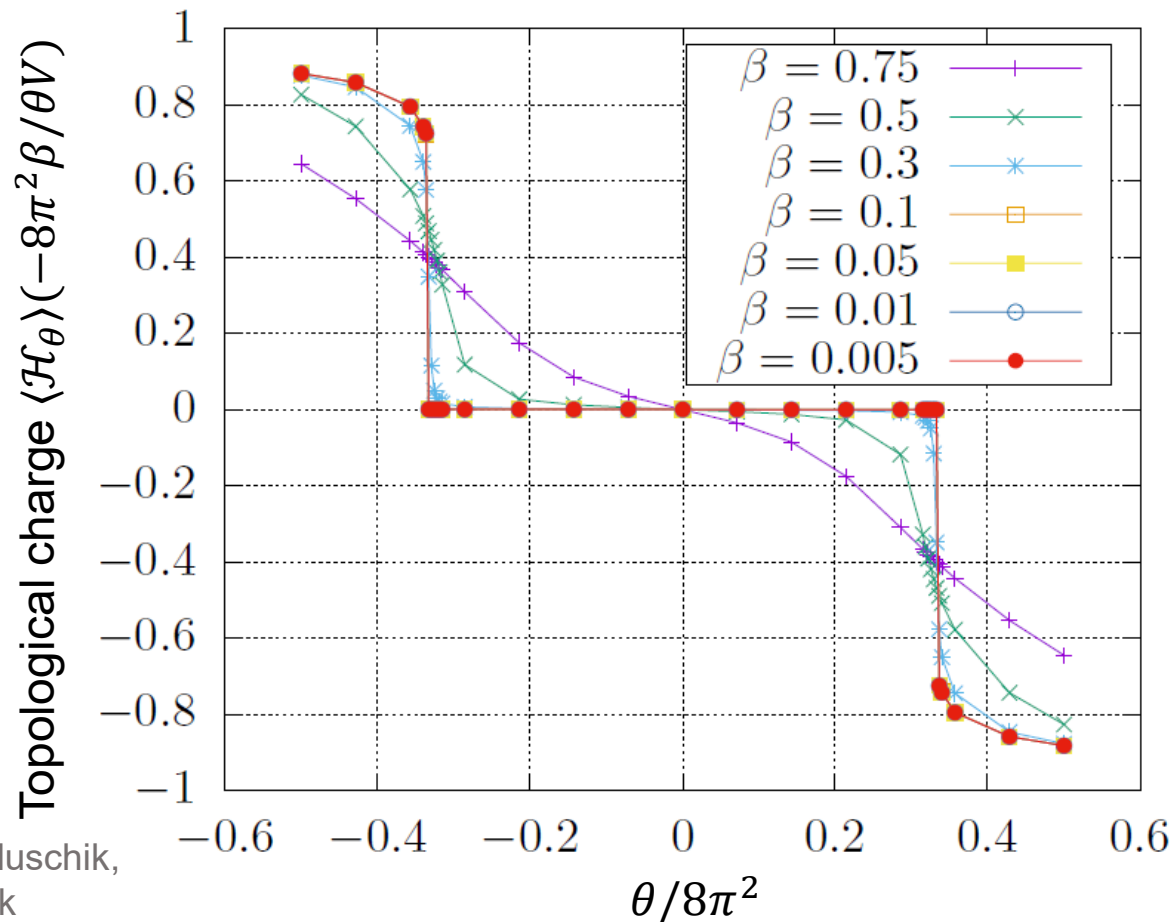 Topological charge ⟨ℋ_θ⟩(−8π²β/θV)
1
0.8
0.6
0.4
0.2
0
−0.2
−0.4
−0.6
−0.8
−1
β = 0.75
β = 0.5
β = 0.3
β = 0.1
β = 0.05
β = 0.01
β = 0.005
−0.6 −0.4 −0.2 0 0.2 0.4 0.6
θ/8π²
luschik,
k